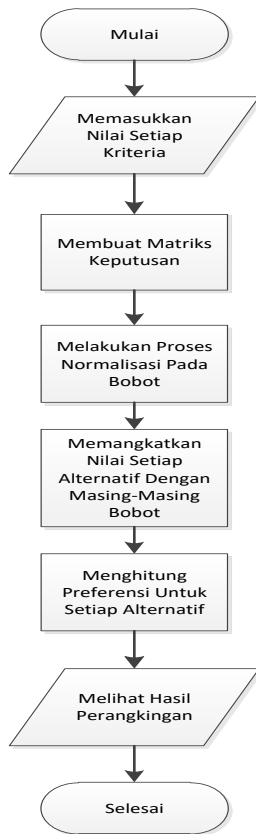 Mulai
Memasukkan
Nilai Setiap
Kriteria
Membuat Matriks
Keputusan
Melakukan Proses
Normalisasi Pada
Bobot
Memangkatkan
Nilai Setiap
Alternatif Dengan
Masing-Masing
Bobot
Menghitung
Preferensi Untuk
Setiap Alternatif
Melihat Hasil
Perangkingan
Selesai